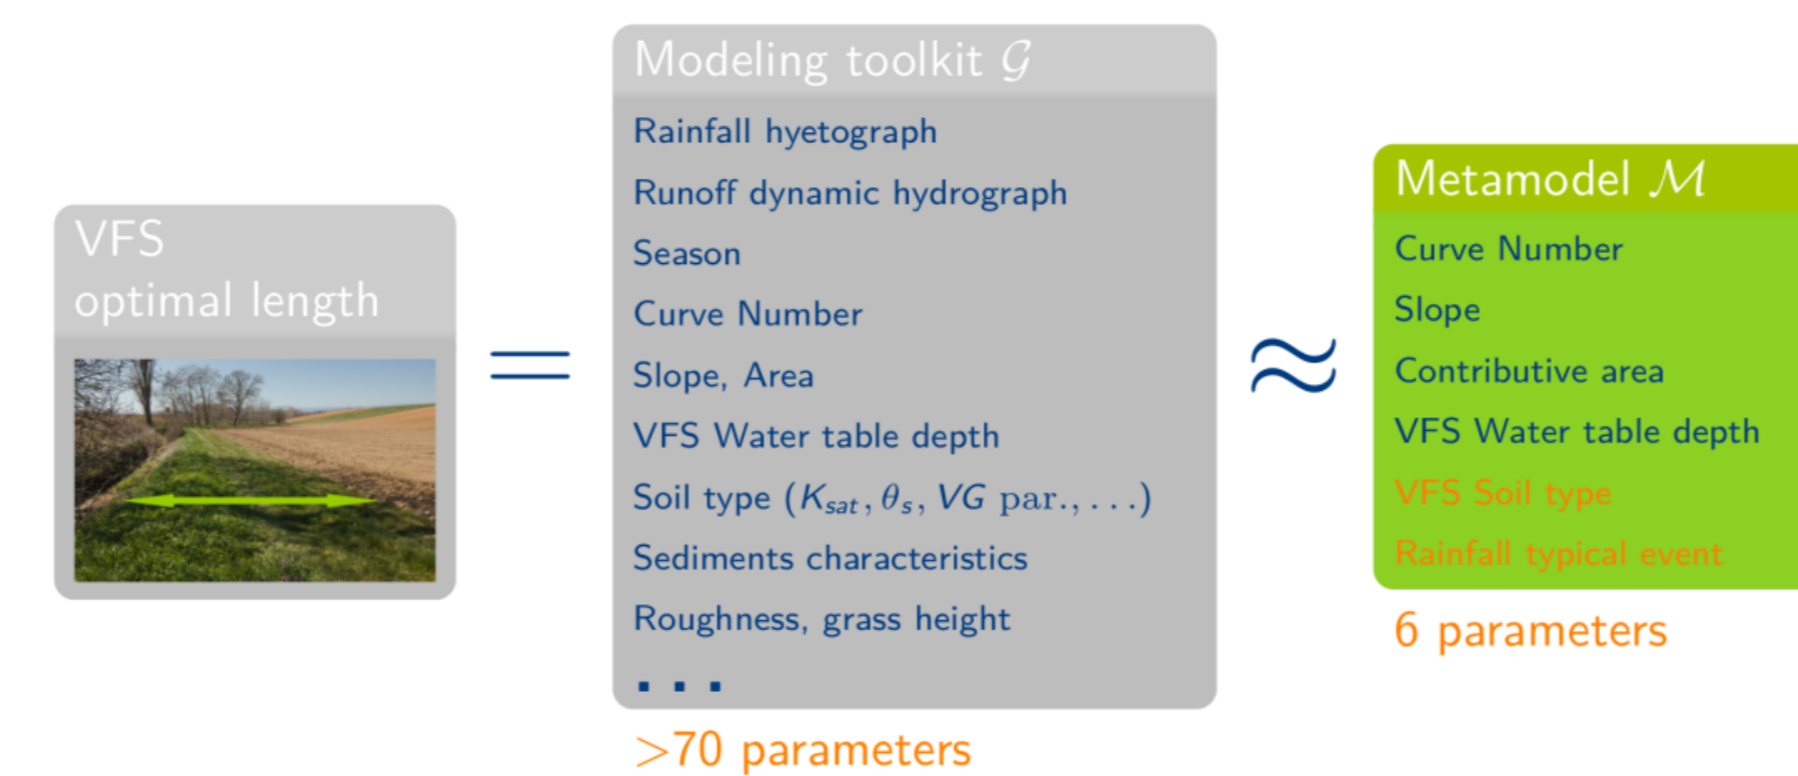 VFS
optimal length
=
Modeling toolkit 𝒢
Rainfall hyetograph
Runoff dynamic hydrograph
Season
Curve Number
Slope, Area
VFS Water table depth
Soil type (K_sat, θ_s, VG par., . . .)
Sediments characteristics
Roughness, grass height
. . .
>70 parameters
≈
Metamodel ℳ
Curve Number
Slope
Contributive area
VFS Water table depth
VFS Soil type
Rainfall typical event
6 parameters